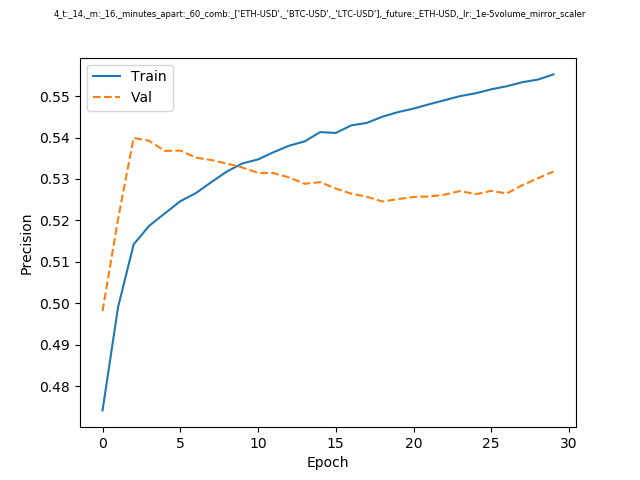 4_t:_14,_m:_16,_minutes_apart:_60_comb:_['ETH-USD',_'BTC-USD',_'LTC-USD'],_future:_ETH-USD,_lr:_1e-5volume_mirror_scaler
Train
Val
0.55
0.54
0.53
0.52
0.51
0.50
0.49
0.48
Precision
0 5 10 15 20 25 30
Epoch